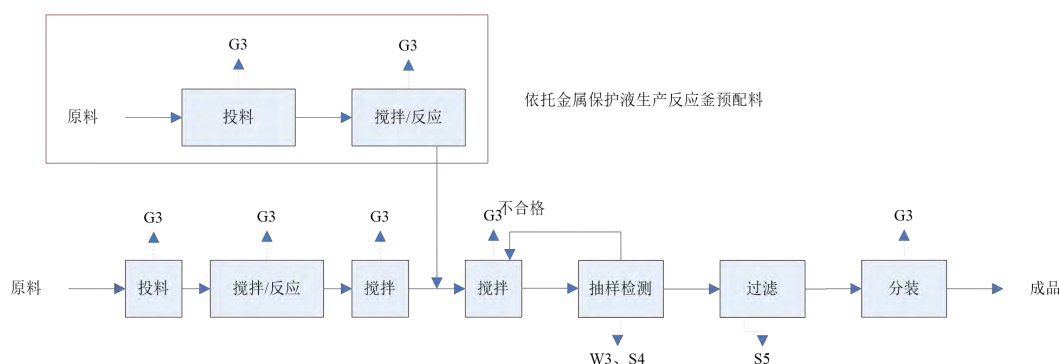 G3
G3
原料
投料
搅拌/反应
依托金属保护液生产反应釜预配料
G3
G3
G3
G3
不合格
G3
原料
投料
搅拌/反应
搅拌
搅拌
抽样检测
过滤
分装
成品
W3、S4
S5